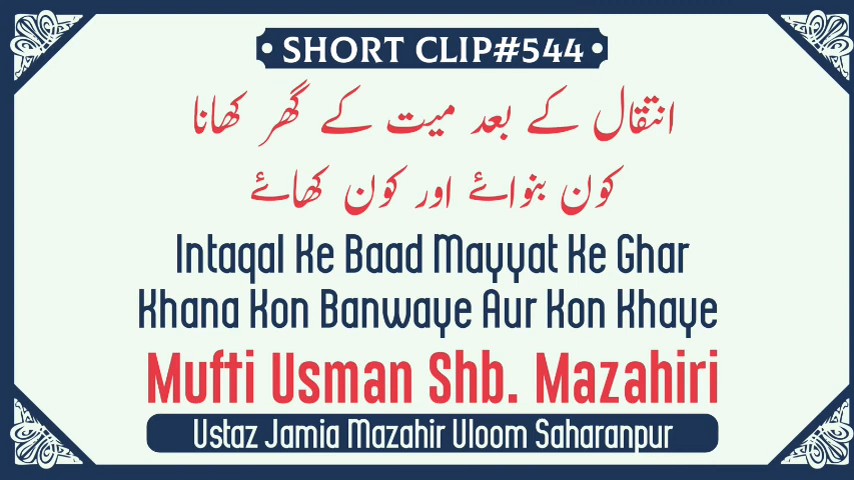 • SHORT CLIP#544 •
انتقال کے بعد میت کے گھر کھانا
کون بنوائے اور کون کھائے
Intaqal Ke Baad Mayyat Ke Ghar
Khana Kon Banwaye Aur Kon Khaye
Mufti Usman Shb. Mazahiri
Ustaz Jamia Mazahir Uloom Saharanpur